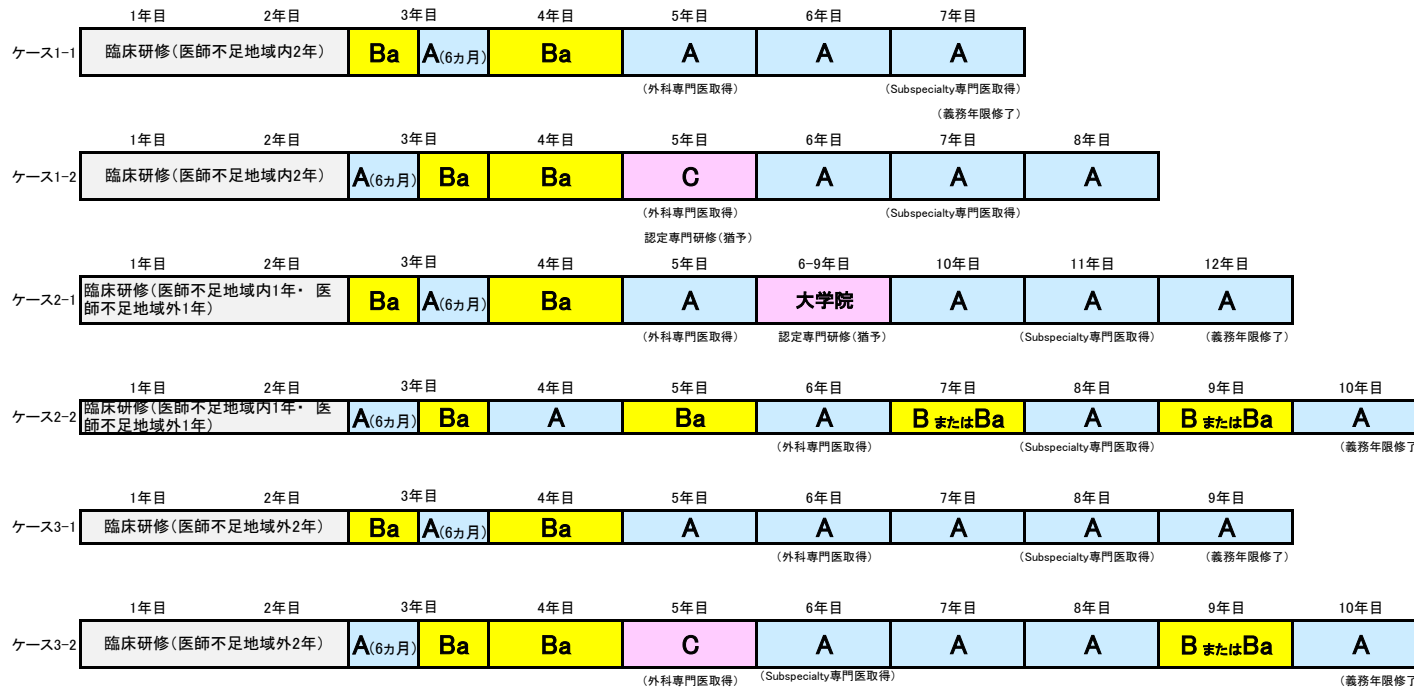 1年目 2年目 3年目 4年目 5年目 6年目 7年目
ケース1-1 臨床研修(医師不足地域内2年) Ba A(6ヵ月) Ba A A A
(外科専門医取得) (Subspecialty専門医取得)
(義務年限修了)
1年目 2年目 3年目 4年目 5年目 6年目 7年目 8年目
ケース1-2 臨床研修(医師不足地域内2年) A(6ヵ月) Ba Ba C A A A
(外科専門医取得) (Subspecialty専門医取得)
認定専門研修(猶予)
1年目 2年目 3年目 4年目 5年目 6-9年目 10年目 11年目 12年目
ケース2-1 臨床研修(医師不足地域内1年・ 医
師不足地域外1年) Ba A(6ヵ月) Ba A 大学院 A A A
(外科専門医取得) 認定専門研修(猶予) (Subspecialty専門医取得) (義務年限修了)
1年目 2年目 3年目 4年目 5年目 6年目 7年目 8年目 9年目 10年目
ケース2-2 臨床研修(医師不足地域内1年・ 医
師不足地域外1年) A(6ヵ月) Ba A Ba A B またはBa A B またはBa A
(外科専門医取得) (Subspecialty専門医取得) (義務年限修了
1年目 2年目 3年目 4年目 5年目 6年目 7年目 8年目 9年目
ケース3-1 臨床研修(医師不足地域外2年) Ba A(6ヵ月) Ba A A A A A
(外科専門医取得) (Subspecialty専門医取得) (義務年限修了)
1年目 2年目 3年目 4年目 5年目 6年目 7年目 8年目 9年目 10年目
ケース3-2 臨床研修(医師不足地域外2年) A(6ヵ月) Ba Ba C A A A B またはBa A
(外科専門医取得) (Subspecialty専門医取得) (義務年限修了